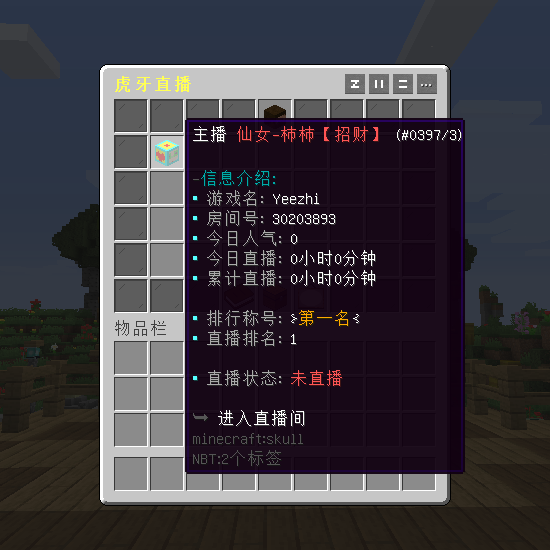 虎牙直播
主播 仙女-柿柿【招财】 (#0397/3)
-信息介绍:
• 游戏名: Yeezhi
• 房间号: 30203893
• 今日人气: 0
• 今日直播: 0小时0分钟
• 累计直播: 0小时0分钟
• 排行称号: >第一名<
• 直播排名: 1
• 直播状态: 未直播
↪ 进入直播间
minecraft:skull
NBT:2个标签
物品栏